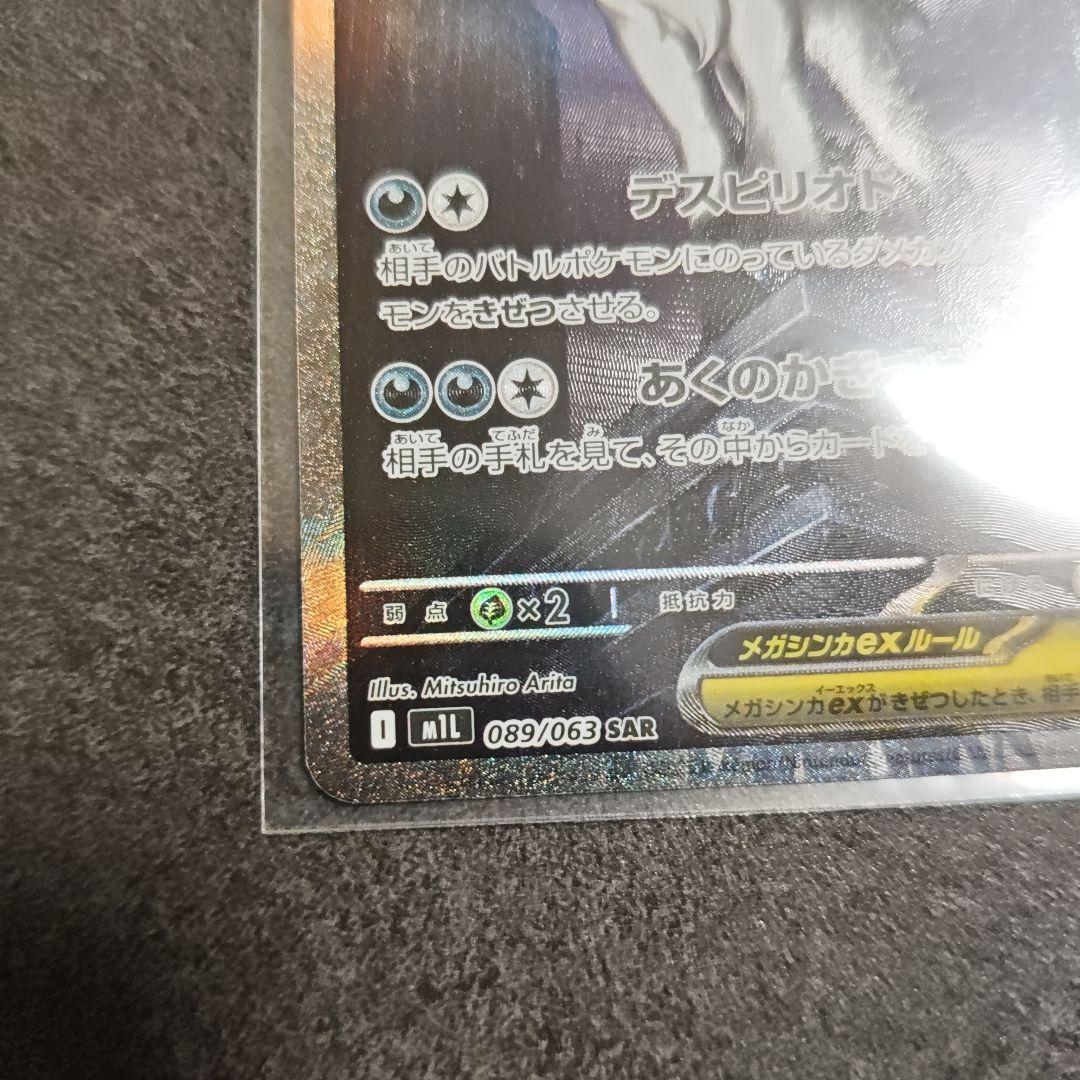 デスピリオド
あいて
相手のバトルポケモンにのっているダメカ
モンをきぜつさせる。
あくのかぎ
あいて てふだ み なか
相手の手札を見て、その中からカードを
弱点 ×2 抵抗力
メガシンカexルール
イーエックス
メガシンカexがきぜつしたとき、相手
Illus. Mitsuhiro Arita
I M1L 089/063 SAR